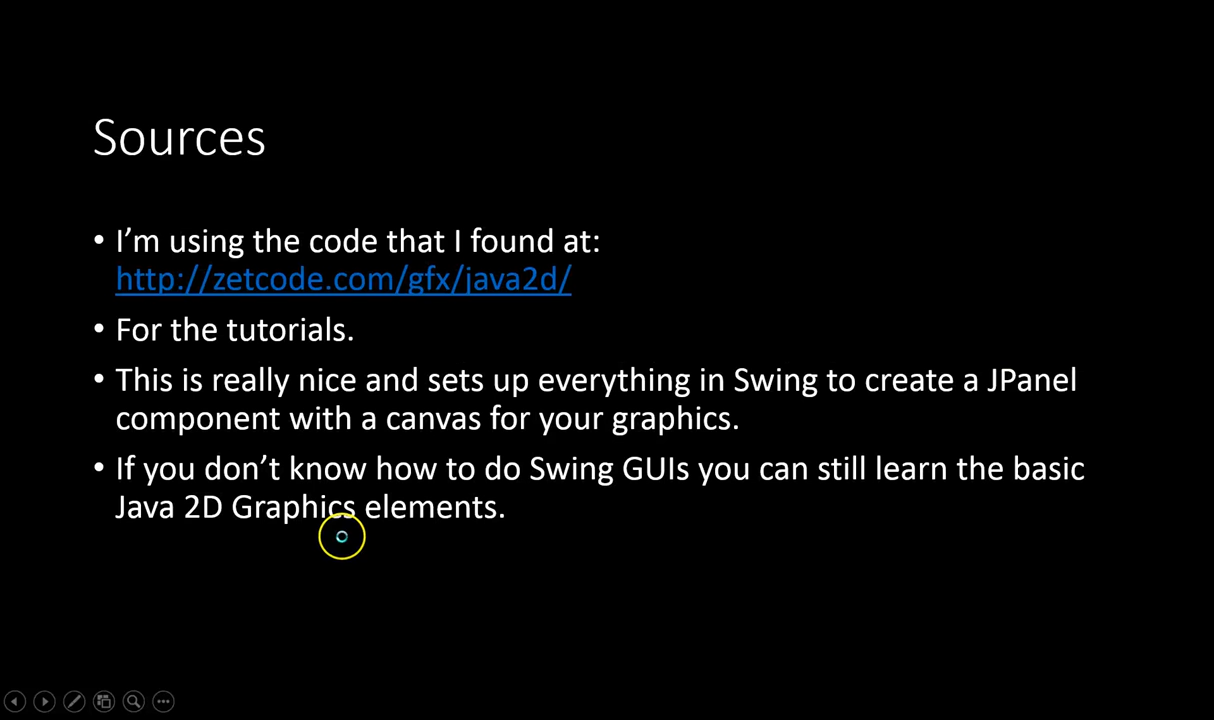 Sources
• I’m using the code that I found at:
http://zetcode.com/gfx/java2d/
• For the tutorials.
• This is really nice and sets up everything in Swing to create a JPanel
component with a canvas for your graphics.
• If you don’t know how to do Swing GUIs you can still learn the basic
Java 2D Graphics elements.